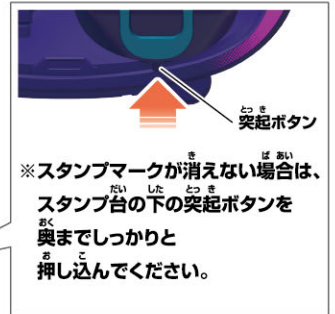 突起ボタン
※スタンプマークが消えない場合は、
スタンプ台の下の突起ボタンを
奥までしっかりと
押し込んでください。